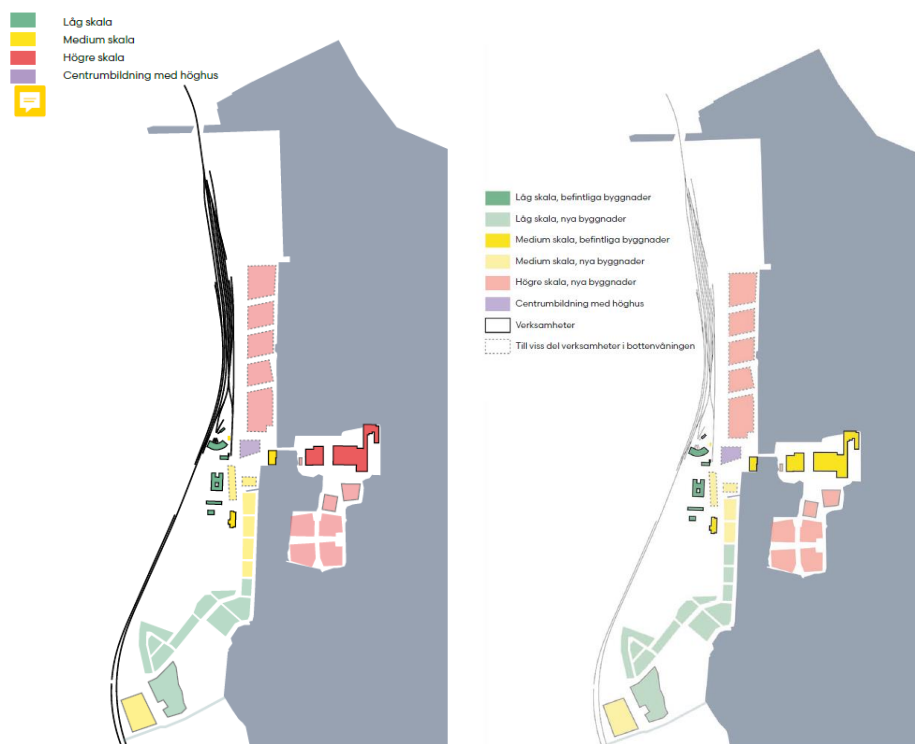 Låg skala
Medium skala
Högre skala
Centrumbildning med höghus
Låg skala, befintliga byggnader
Låg skala, nya byggnader
Medium skala, befintliga byggnader
Medium skala, nya byggnader
Högre skala, nya byggnader
Centrumbildning med höghus
Verksamheter
Till viss del verksamheter i bottenvåningen